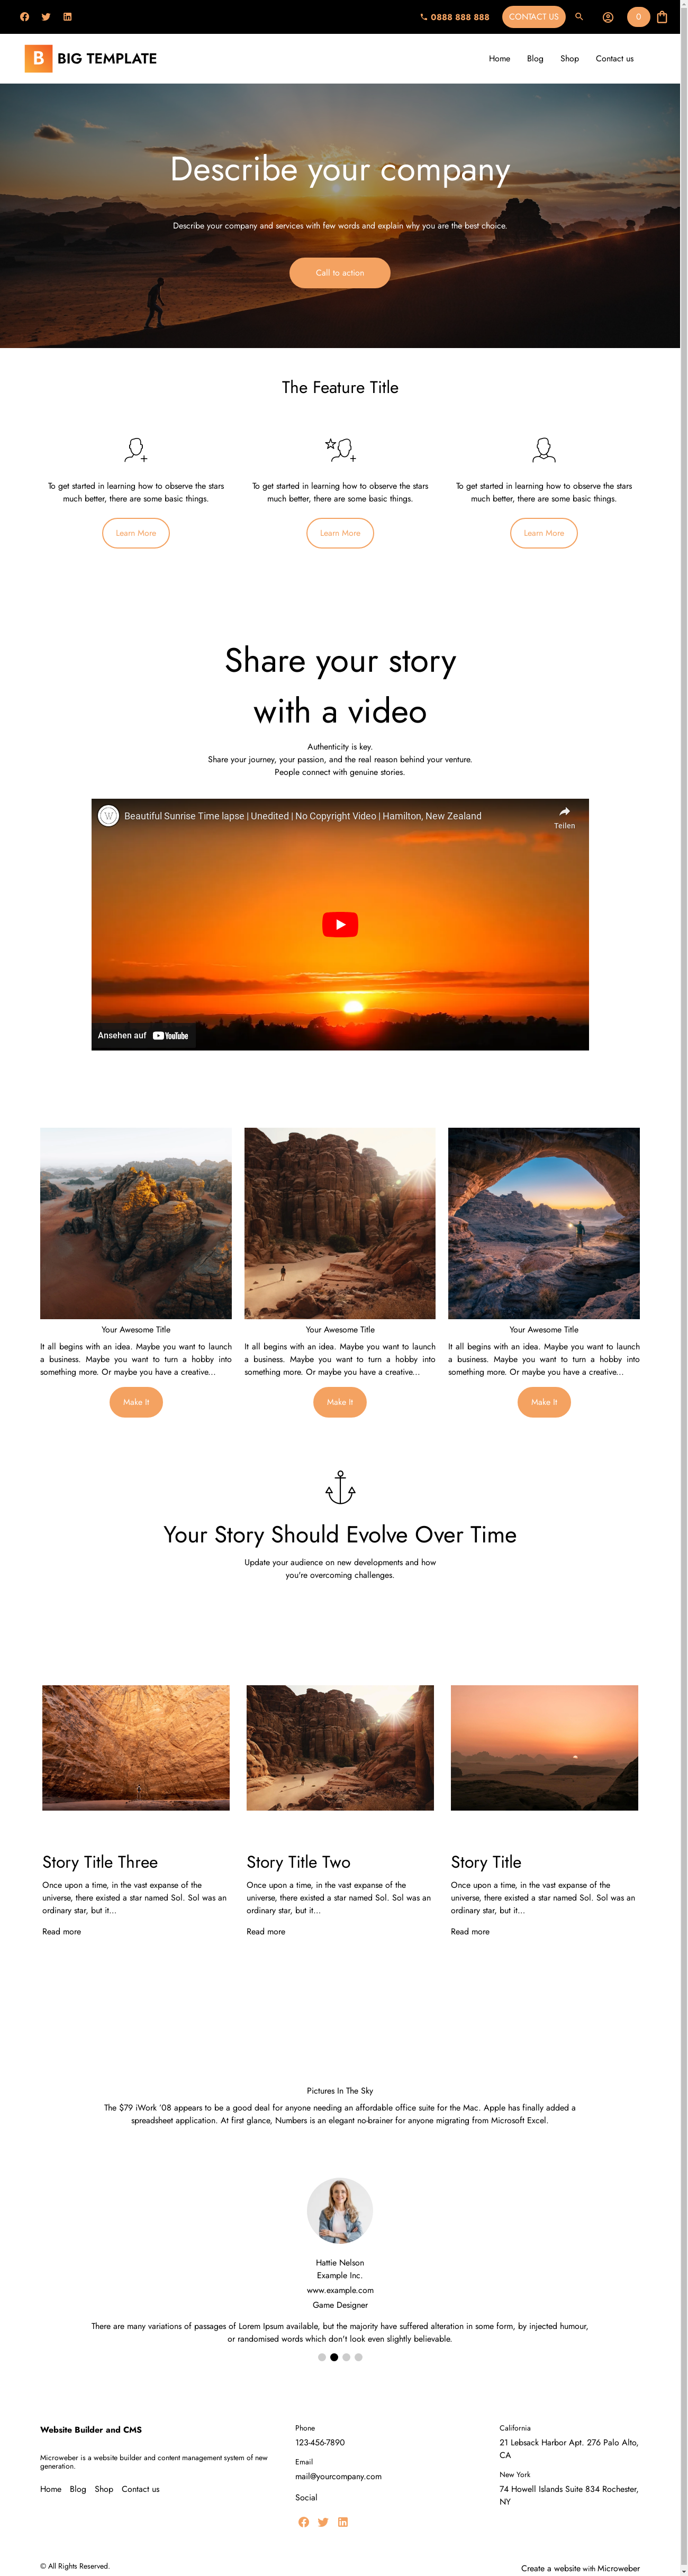 0888 888 888
CONTACT US
0
B BIG TEMPLATE
Home Blog Shop Contact us
Describe your company
Describe your company and services with few words and explain why you are the best choice.
Call to action
The Feature Title
To get started in learning how to observe the stars
much better, there are some basic things.
Learn More
To get started in learning how to observe the stars
much better, there are some basic things.
Learn More
To get started in learning how to observe the stars
much better, there are some basic things.
Learn More
Share your story
with a video
Authenticity is key.
Share your journey, your passion, and the real reason behind your venture.
People connect with genuine stories.
W
Beautiful Sunrise Time lapse | Unedited | No Copyright Video | Hamilton, New Zealand
Teilen
Ansehen auf YouTube
Your Awesome Title
It all begins with an idea. Maybe you want to launch
a business. Maybe you want to turn a hobby into
something more. Or maybe you have a creative...
Make It
Your Awesome Title
It all begins with an idea. Maybe you want to launch
a business. Maybe you want to turn a hobby into
something more. Or maybe you have a creative...
Make It
Your Awesome Title
It all begins with an idea. Maybe you want to launch
a business. Maybe you want to turn a hobby into
something more. Or maybe you have a creative...
Make It
Your Story Should Evolve Over Time
Update your audience on new developments and how
you're overcoming challenges.
Story Title Three
Once upon a time, in the vast expanse of the
universe, there existed a star named Sol. Sol was an
ordinary star, but it...
Read more
Story Title Two
Once upon a time, in the vast expanse of the
universe, there existed a star named Sol. Sol was an
ordinary star, but it...
Read more
Story Title
Once upon a time, in the vast expanse of the
universe, there existed a star named Sol. Sol was an
ordinary star, but it...
Read more
Pictures In The Sky
The $79 iWork '08 appears to be a good deal for anyone needing an affordable office suite for the Mac. Apple has finally added a
spreadsheet application. At first glance, Numbers is an elegant no-brainer for anyone migrating from Microsoft Excel.
Hattie Nelson
Example Inc.
www.example.com
Game Designer
There are many variations of passages of Lorem Ipsum available, but the majority have suffered alteration in some form, by injected humour,
or randomised words which don't look even slightly believable.
Website Builder and CMS
Microweber is a website builder and content management system of new
generation.
Home Blog Shop Contact us
Phone
123-456-7890
Email
mail@yourcompany.com
Social
California
21 Lebsack Harbor Apt. 276 Palo Alto,
CA
New York
74 Howell Islands Suite 834 Rochester,
NY
© All Rights Reserved.
Create a website with Microweber